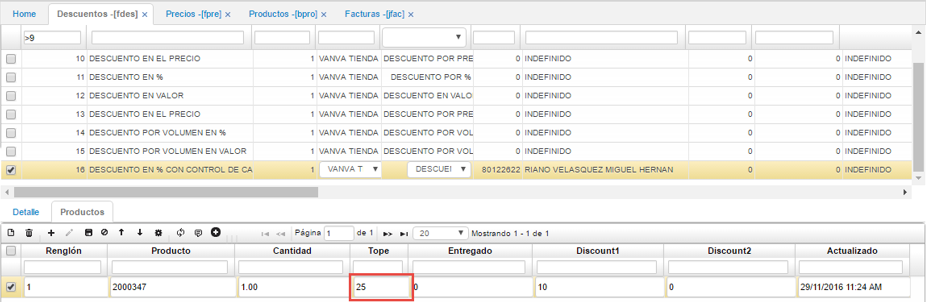 Home Descuentos -[fdes] × Precios -[fpre] × Productos -[bpro] × Facturas -[jfac] ×
>9
10 DESCUENTO EN EL PRECIO 1 VANVA TIENDA DESCUENTO POR PRE 0 INDEFINIDO 0 0 INDEFINIDO
11 DESCUENTO EN % 1 VANVA TIENDA DESCUENTO POR % 0 INDEFINIDO 0 0 INDEFINIDO
12 DESCUENTO EN VALOR 1 VANVA TIENDA DESCUENTO EN VALO 0 INDEFINIDO 0 0 INDEFINIDO
13 DESCUENTO EN EL PRECIO 1 VANVA TIENDA DESCUENTO POR PRE 0 INDEFINIDO 0 0 INDEFINIDO
14 DESCUENTO POR VOLUMEN EN % 1 VANVA TIENDA DESCUENTO POR VOL 0 INDEFINIDO 0 0 INDEFINIDO
15 DESCUENTO POR VOLUMEN EN VALOR 1 VANVA TIENDA DESCUENTO POR VOL 0 INDEFINIDO 0 0 INDEFINIDO
16 DESCUENTO EN % CON CONTROL DE CA 1 VANVA T DESCUEI 80122622 RIANO VELASQUEZ MIGUEL HERNAN 0 0 INDEFINIDO
Detalle Productos
Página 1 de 1 20 Mostrando 1 - 1 de 1
Renglón Producto Cantidad Tope Entregado Discount1 Discount2 Actualizado
1 2000347 1.00 25 0 10 0 29/11/2016 11:24 AM